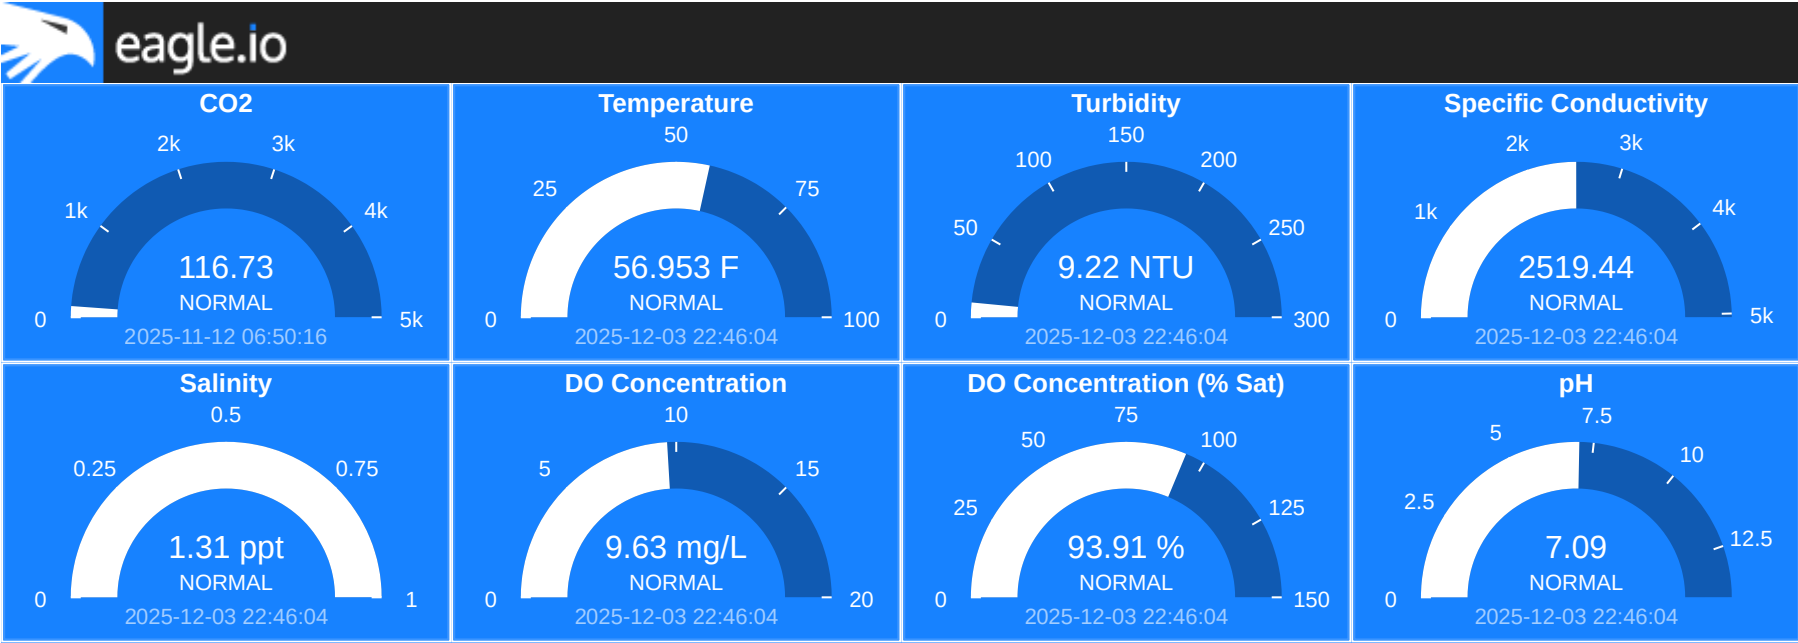 eagle.io
CO2
2k
3k
1k
4k
116.73
NORMAL
0
5k
2025-11-12 06:50:16
Temperature
50
25
75
56.953 F
NORMAL
0
100
2025-12-03 22:46:04
Turbidity
150
100
200
50
250
9.22 NTU
NORMAL
0
300
2025-12-03 22:46:04
Specific Conductivity
2k
3k
1k
4k
2519.44
NORMAL
0
5k
2025-12-03 22:46:04
Salinity
0.5
0.25
0.75
1.31 ppt
NORMAL
0
1
2025-12-03 22:46:04
DO Concentration
10
5
15
9.63 mg/L
NORMAL
0
20
2025-12-03 22:46:04
DO Concentration (% Sat)
75
50
100
25
125
93.91 %
NORMAL
0
150
2025-12-03 22:46:04
pH
7.5
5
10
2.5
12.5
7.09
NORMAL
0
2025-12-03 22:46:04